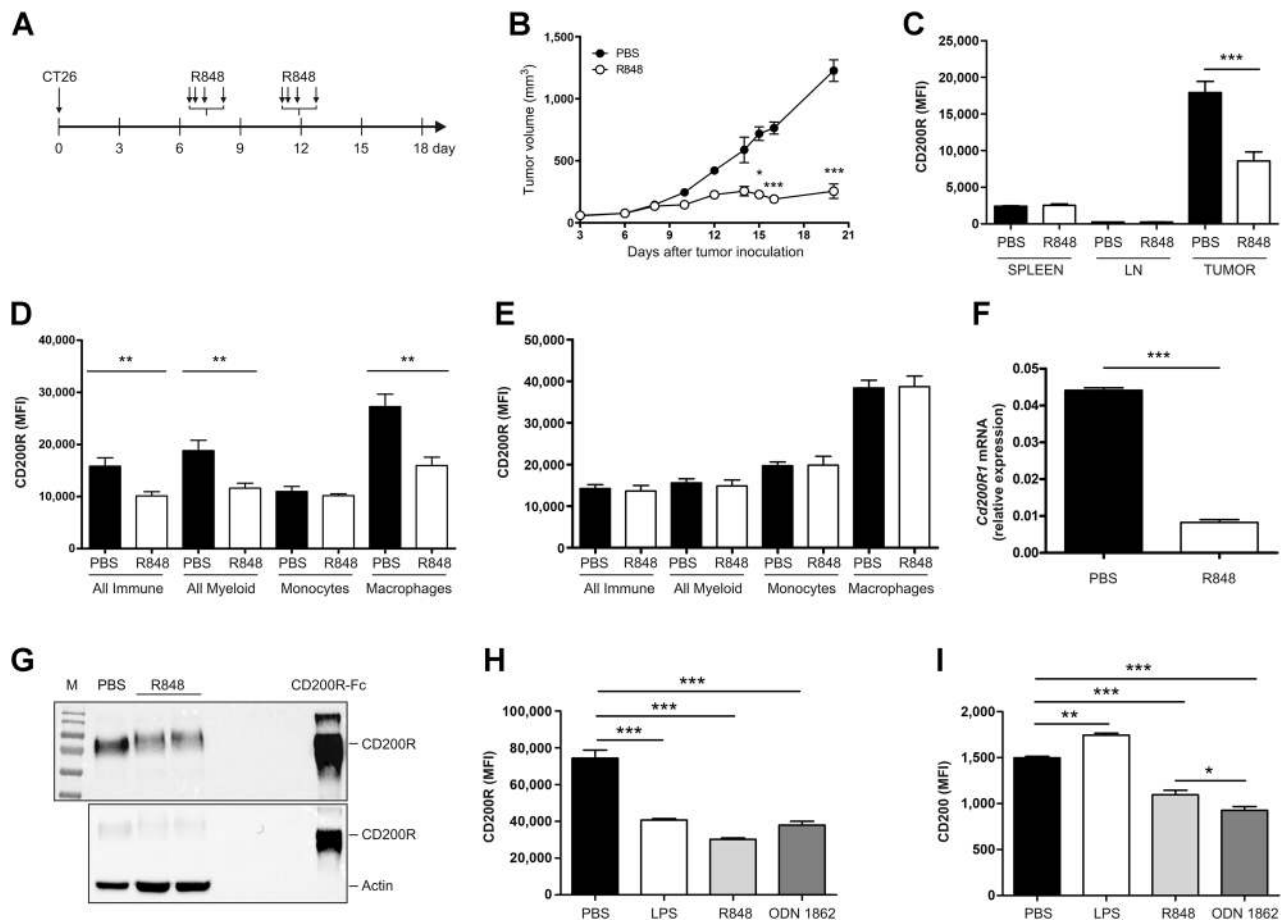 A
CT26
R848
R848
0
3
6
9
12
15
18 day
B
Tumor volume (mm³)
1,500
1,000
500
0
PBS
R848
*
***
***
3
6
9
12
15
18
21
Days after tumor inoculation
C
CD200R (MFI)
25,000
20,000
15,000
10,000
5,000
0
***
PBS
R848
PBS
R848
PBS
R848
SPLEEN
LN
TUMOR
D
CD200R (MFI)
40,000
30,000
20,000
10,000
0
**
**
**
PBS R848 PBS R848 PBS R848 PBS R848
All Immune
All Myeloid
Monocytes
Macrophages
E
CD200R (MFI)
50,000
40,000
30,000
20,000
10,000
0
PBS
R848
PBS
R848
PBS
R848
PBS
R848
All Immune
All Myeloid
Monocytes
Macrophages
F
Cd200R1 mRNA
(relative expression)
0.05
0.04
0.03
0.02
0.01
0.00
***
PBS
R848
G
M
PBS
R848
CD200R-Fc
CD200R
CD200R
Actin
H
CD200R (MFI)
100,000
80,000
60,000
40,000
20,000
0
***
***
***
PBS
LPS
R848
ODN 1862
I
CD200 (MFI)
2,000
1,500
1,000
500
0
***
***
**
*
PBS
LPS
R848
ODN 1862